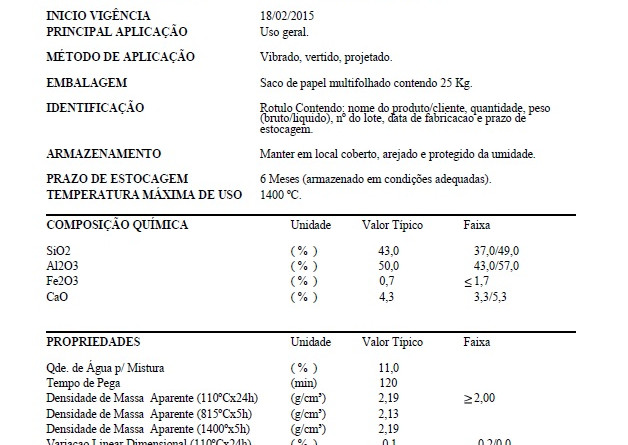 INICIO VIGÊNCIA 18/02/2015
PRINCIPAL APLICAÇÃO Uso geral.
MÉTODO DE APLICAÇÃO Vibrado, vertido, projetado.
EMBALAGEM Saco de papel multifolhado contendo 25 Kg.
IDENTIFICAÇÃO Rotulo Contendo: nome do produto/cliente, quantidade, peso
(bruto/liquido), nº do lote, data de fabricacao e prazo de
estocagem.
ARMAZENAMENTO Manter em local coberto, arejado e protegido da umidade.
PRAZO DE ESTOCAGEM 6 Meses (armazenado em condições adequadas).
TEMPERATURA MÁXIMA DE USO 1400 ºC.
COMPOSIÇÃO QUÍMICA Unidade Valor Típico Faixa
SiO2 ( % ) 43,0 37,0/49,0
Al2O3 ( % ) 50,0 43,0/57,0
Fe2O3 ( % ) 0,7 ≤ 1,7
CaO ( % ) 4,3 3,3/5,3
PROPRIEDADES Unidade Valor Típico Faixa
Qde. de Água p/ Mistura ( % ) 11,0
Tempo de Pega (min) 120
Densidade de Massa Aparente (110ºCx24h) (g/cm³) 2,19 ≥ 2,00
Densidade de Massa Aparente (815ºCx5h) (g/cm³) 2,13
Densidade de Massa Aparente (1400ºx5h) (g/cm³) 2,19
Variaçao Linear Dimensional (110ºCx24h) ( % ) -0,1 -0,2/0,0